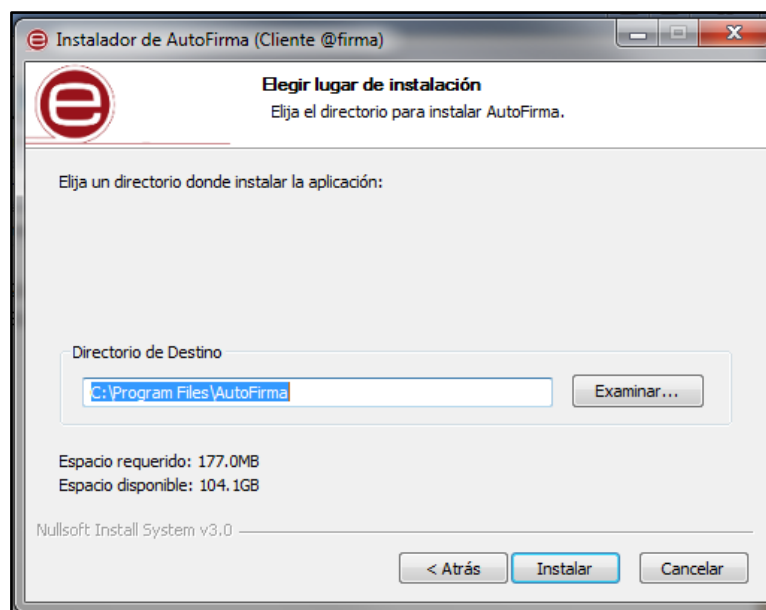 Instalador de AutoFirma (Cliente @firma)
Elegir lugar de instalación
Elija el directorio para instalar AutoFirma.
Elija un directorio donde instalar la aplicación:
Directorio de Destino
C:\Program Files\AutoFirma
Examinar...
Espacio requerido: 177.0MB
Espacio disponible: 104.1GB
Nullsoft Install System v3.0
< Atrás
Instalar
Cancelar